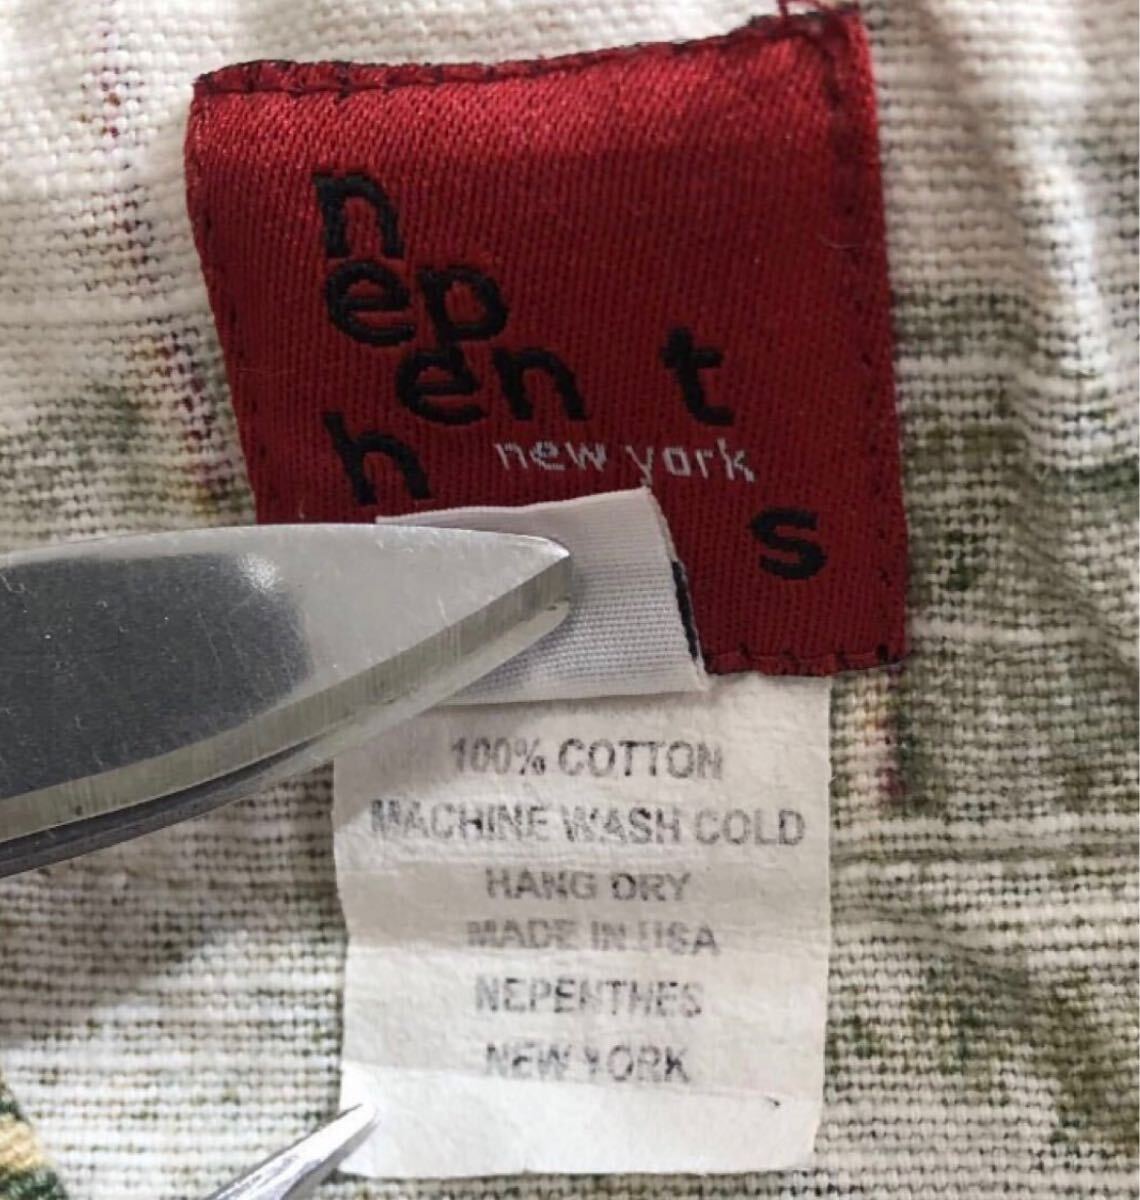 n
ep
en t
h new york
s
100% COTTON
MACHINE WASH COLD
HANG DRY
MADE IN USA
NEPENTHES
NEW YORK